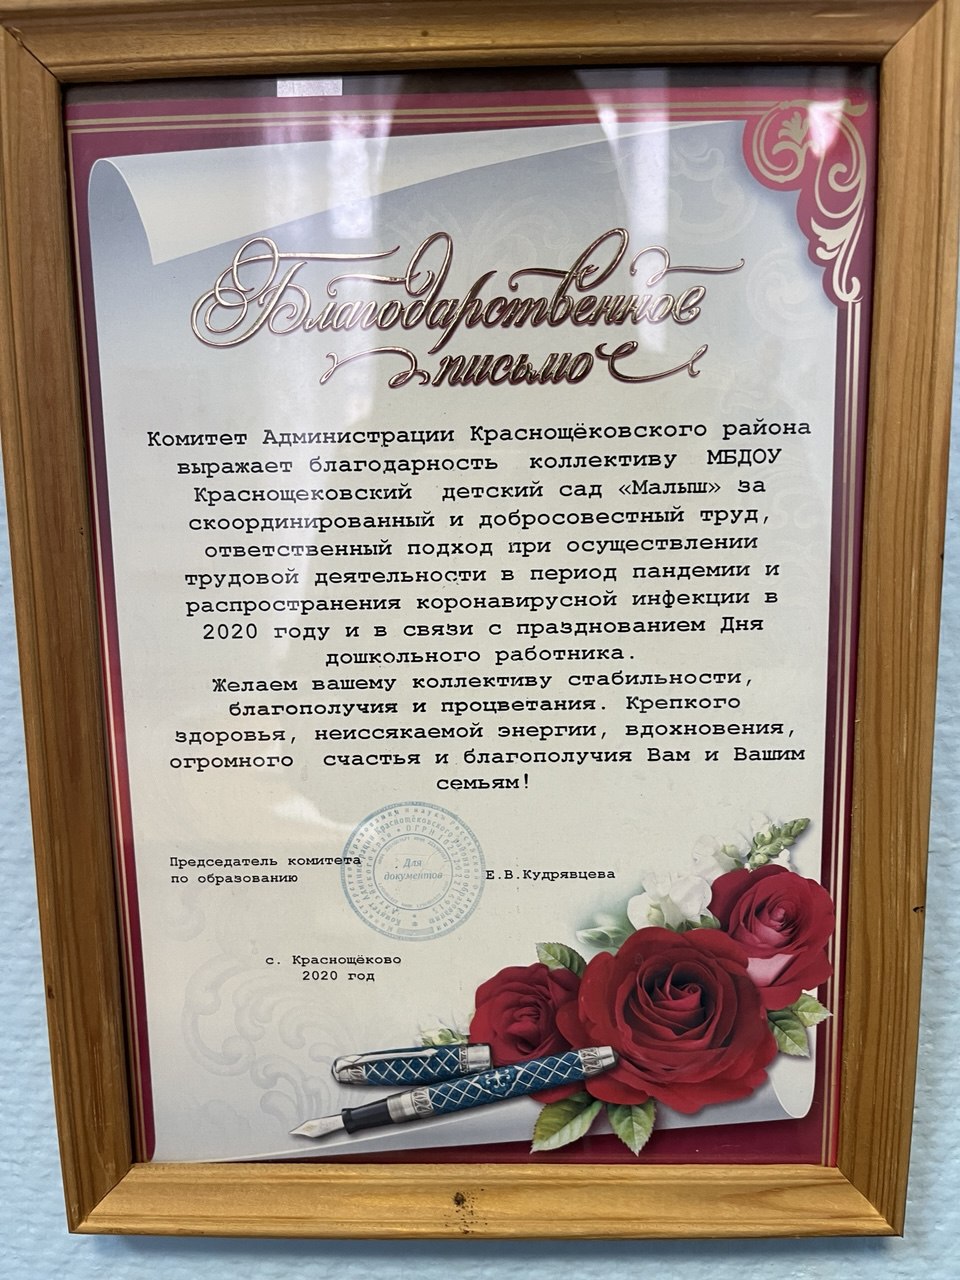 Благодарственное
письмо
Комитет Администрации Краснощёковского района
выражает благодарность коллективу МБДОУ
Краснощековский детский сад «Малыш» за
скоординированный и добросовестный труд,
ответственный подход при осуществлении
трудовой деятельности в период пандемии и
распространения коронавирусной инфекции в
2020 году и в связи с празднованием Дня
дошкольного работника.
Желаем вашему коллективу стабильности,
благополучия и процветания. Крепкого
здоровья, неиссякаемой энергии, вдохновения,
огромного счастья и благополучия Вам и Вашим
семьям!
Председатель комитета
по образованию
Для
документов
Е.В.Кудрявцева
с. Краснощёково
2020 год